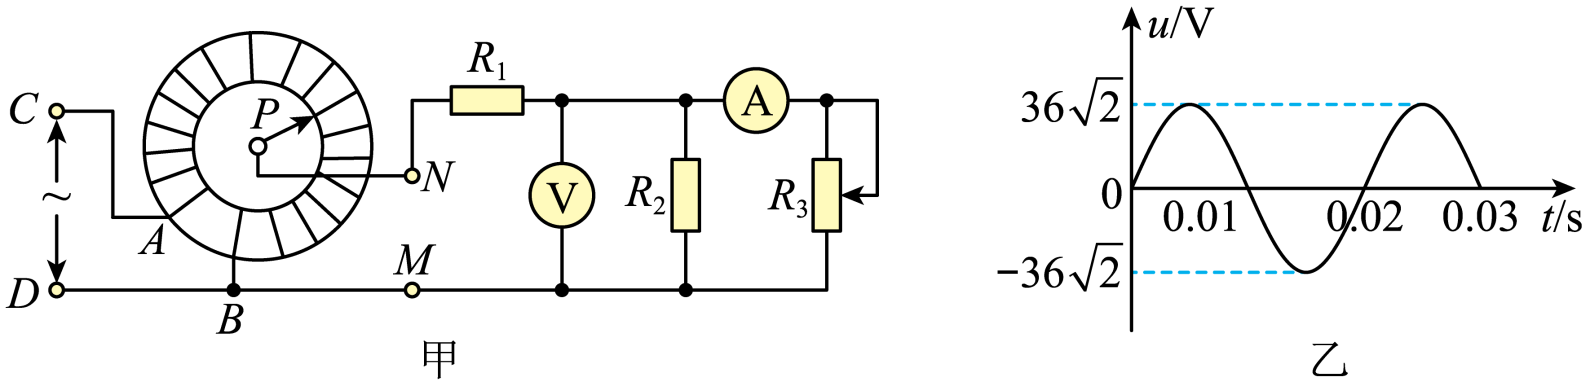 C
~
D
A
B
P
N
M
R₁
V
R₂
A
R₃
甲
u/V
36√2
0
−36√2
0.01
0.02
0.03
t/s
乙